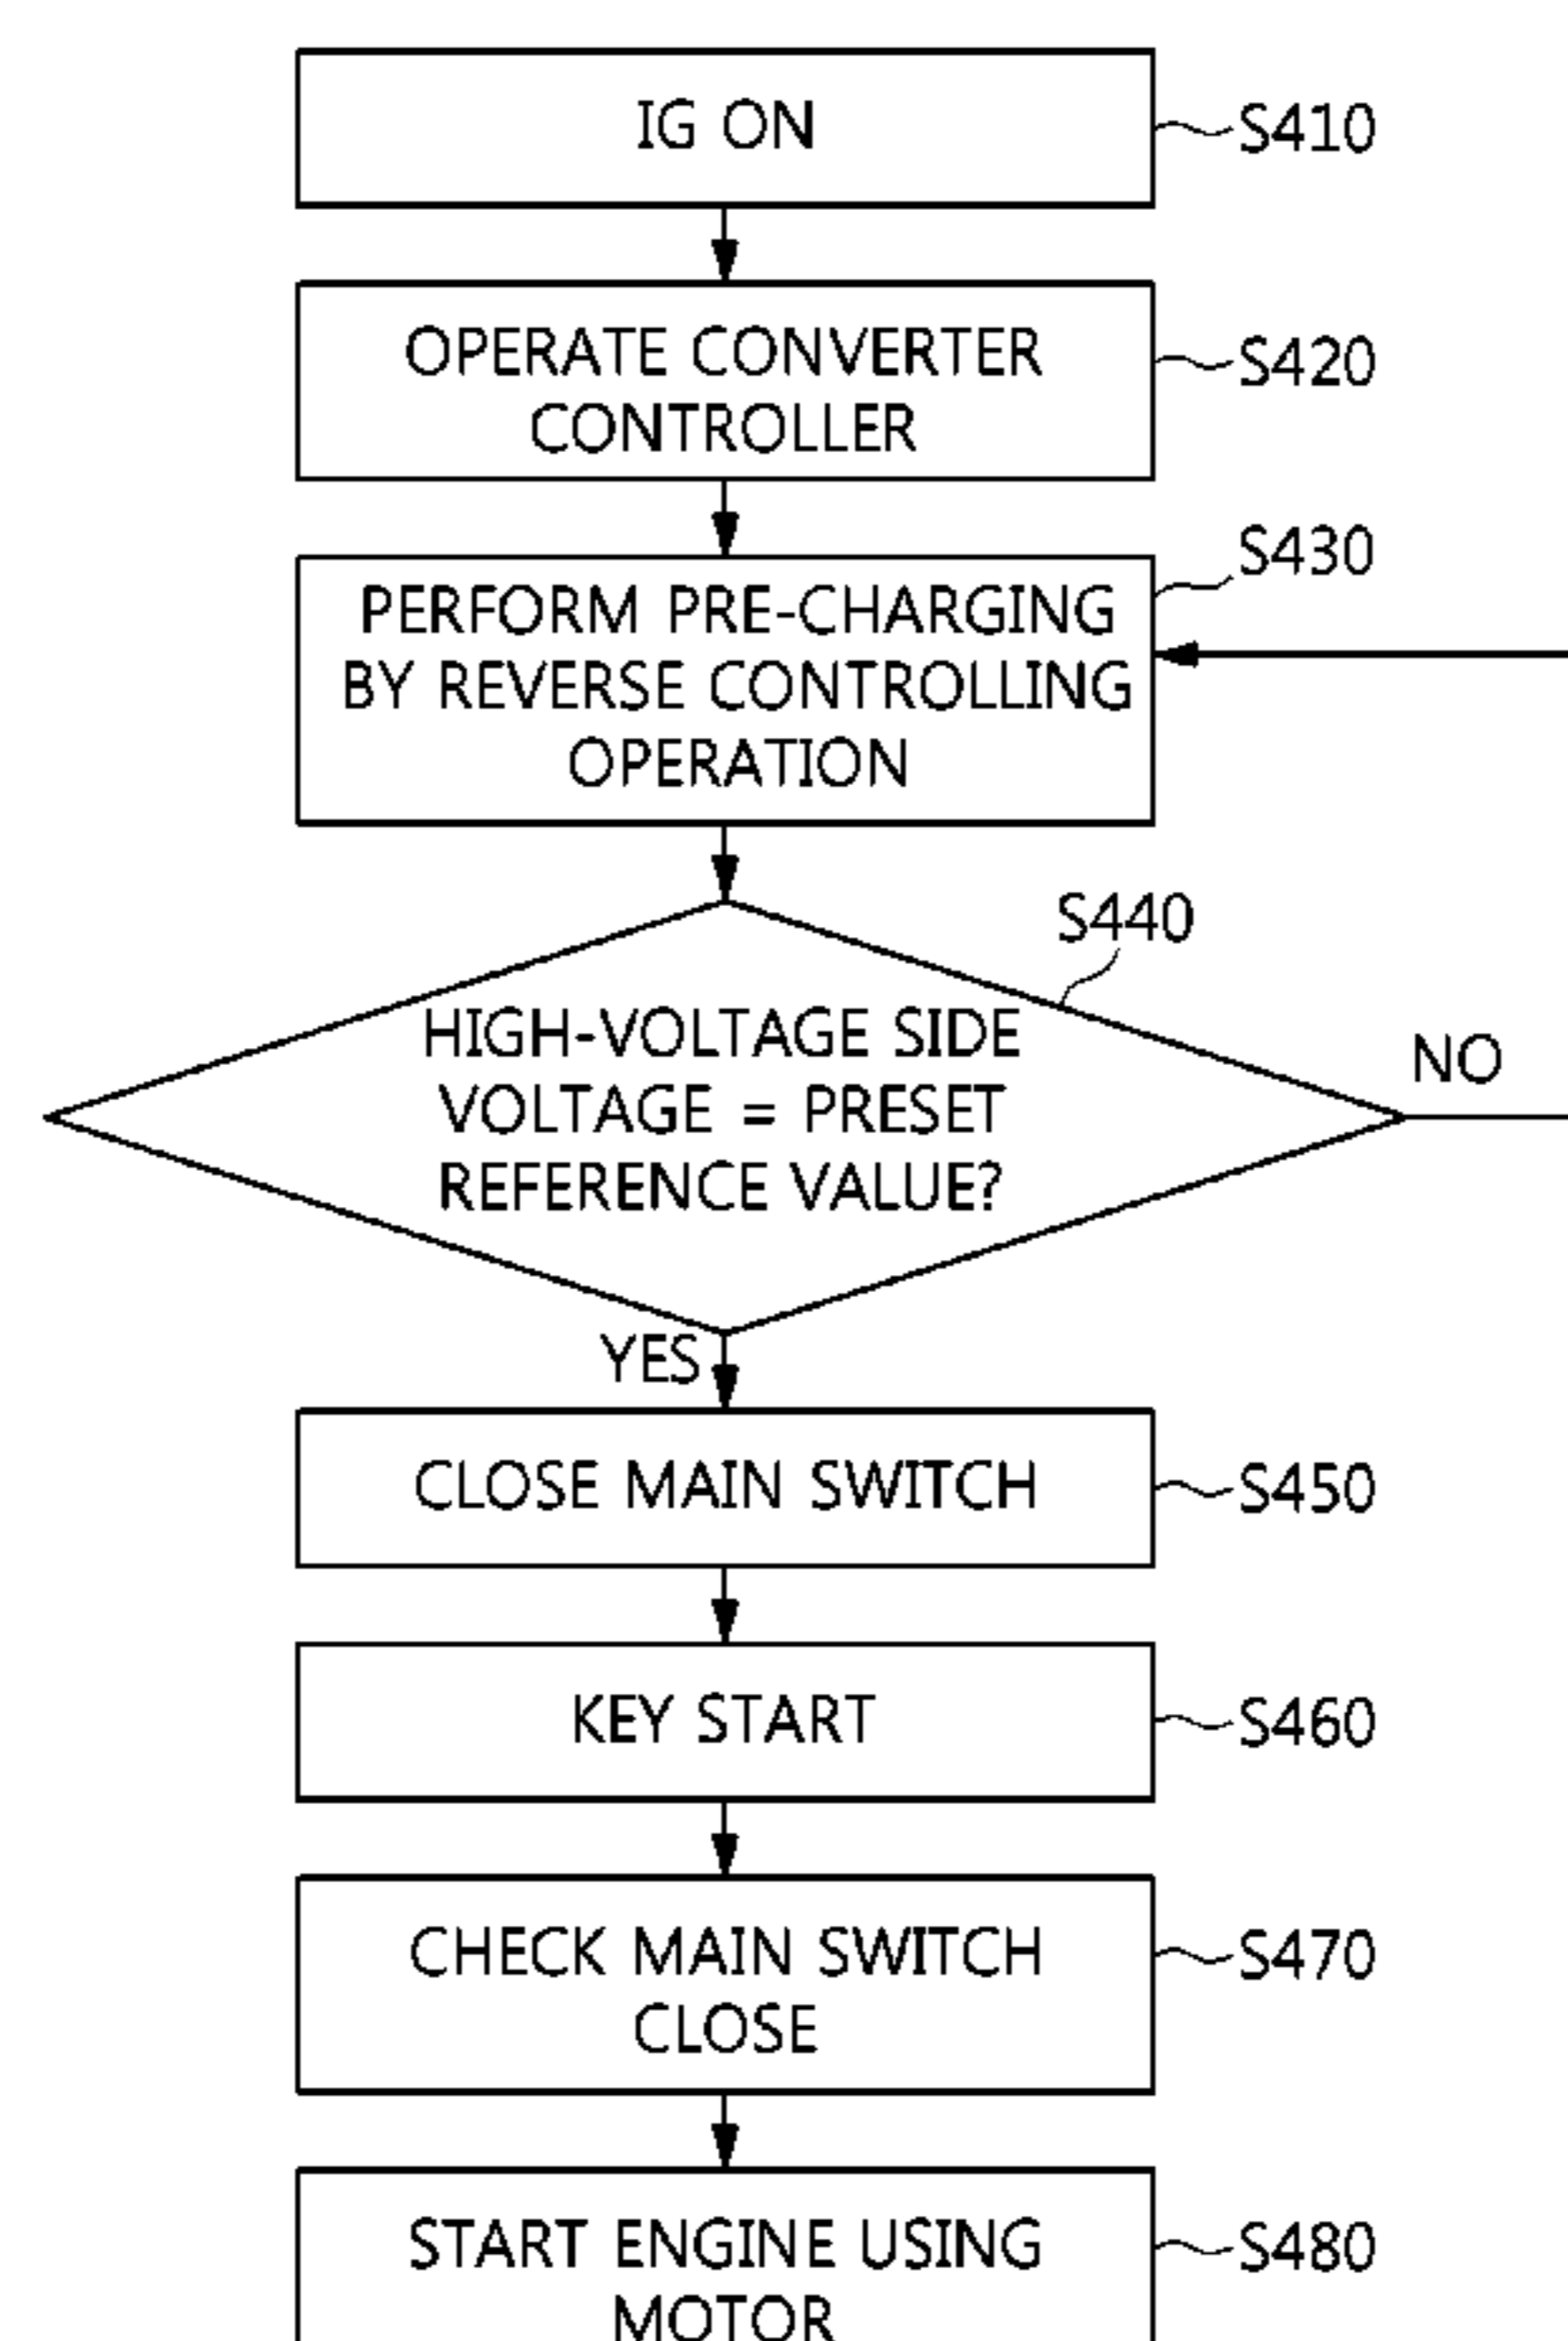 IG ON
S410
OPERATE CONVERTER
CONTROLLER
S420
S430
PERFORM PRE-CHARGING
BY REVERSE CONTROLLING
OPERATION
S440
HIGH-VOLTAGE SIDE
VOLTAGE = PRESET
REFERENCE VALUE?
NO
YES
CLOSE MAIN SWITCH
S450
KEY START
S460
CHECK MAIN SWITCH
CLOSE
S470
START ENGINE USING
MOTOR
S480